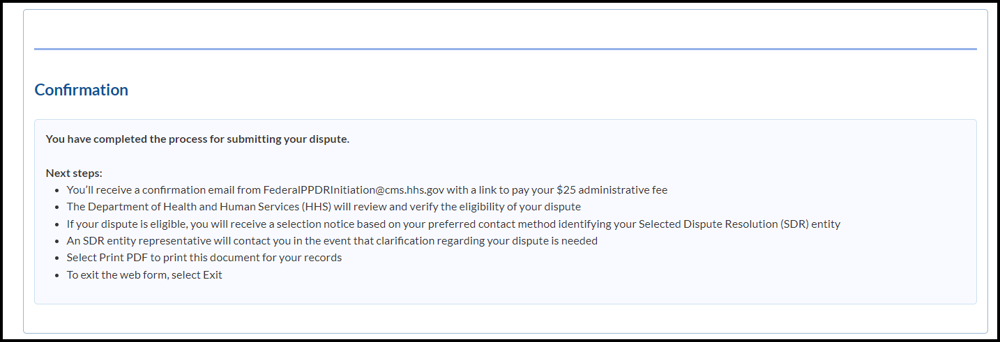 Confirmation
You have completed the process for submitting your dispute.
Next steps:
• You’ll receive a confirmation email from FederalPPDRInitiation@cms.hhs.gov with a link to pay your $25 administrative fee
• The Department of Health and Human Services (HHS) will review and verify the eligibility of your dispute
• If your dispute is eligible, you will receive a selection notice based on your preferred contact method identifying your Selected Dispute Resolution (SDR) entity
• An SDR entity representative will contact you in the event that clarification regarding your dispute is needed
• Select Print PDF to print this document for your records
• To exit the web form, select Exit